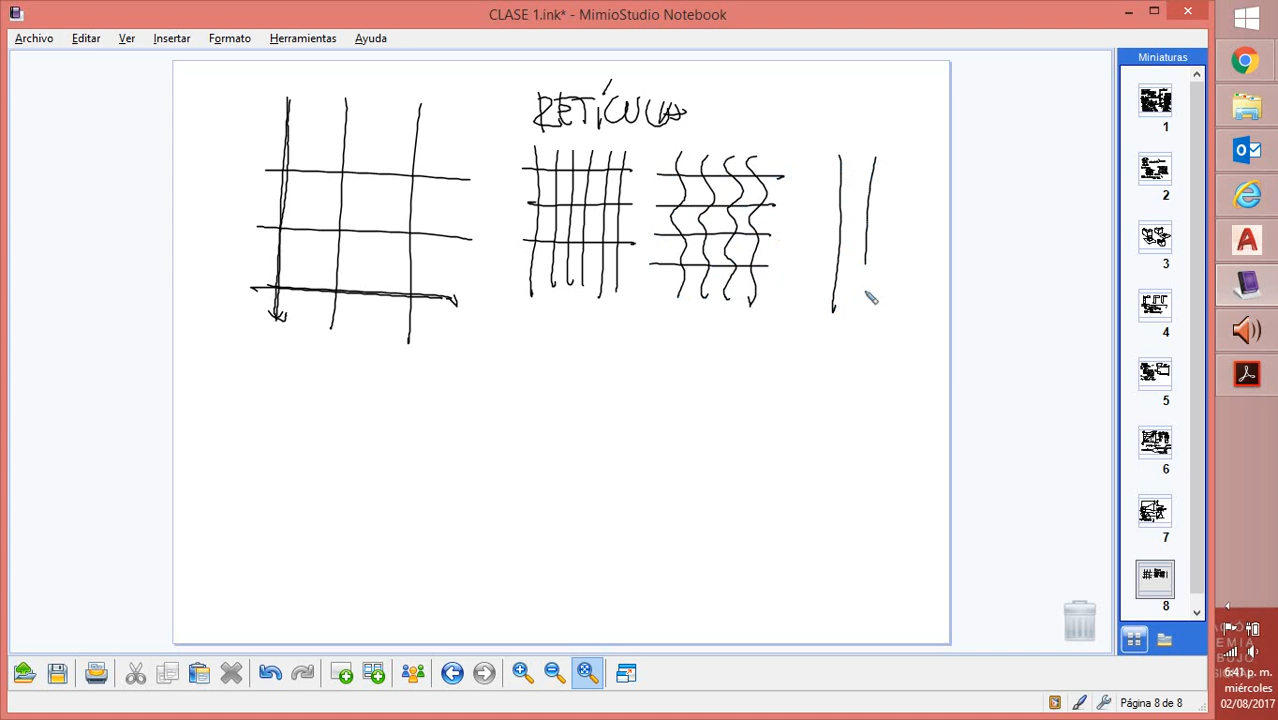 CLASE 1.ink* - MimioStudio Notebook
Archivo Editar Ver Insertar Formato Herramientas Ayuda
Miniaturas
RETÍCULA
1
2
3
4
5
6
7
8
6:41 p. m.
miércoles
02/08/2017
Página 8 de 8